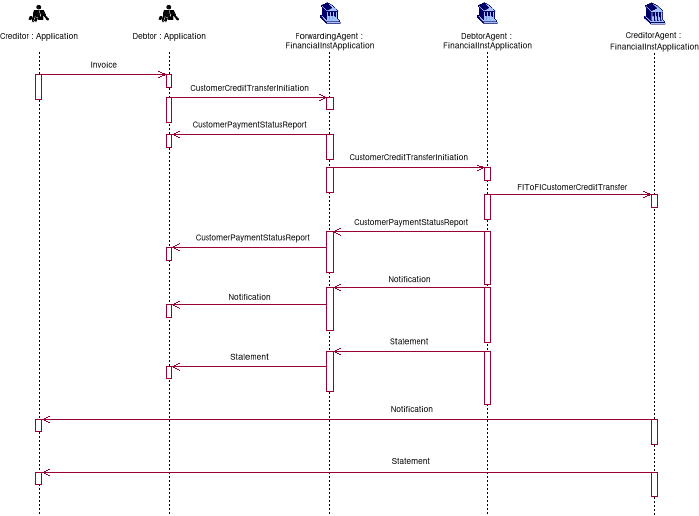 Creditor : Application
Debtor : Application
ForwardingAgent :
FinancialInstApplication
DebtorAgent :
FinancialInstApplication
CreditorAgent :
FinancialInstApplication
Invoice
CustomerCreditTransferInitiation
CustomerPaymentStatusReport
CustomerCreditTransferInitiation
FIToFICustomerCreditTransfer
CustomerPaymentStatusReport
CustomerPaymentStatusReport
Notification
Notification
Statement
Statement
Notification
Statement